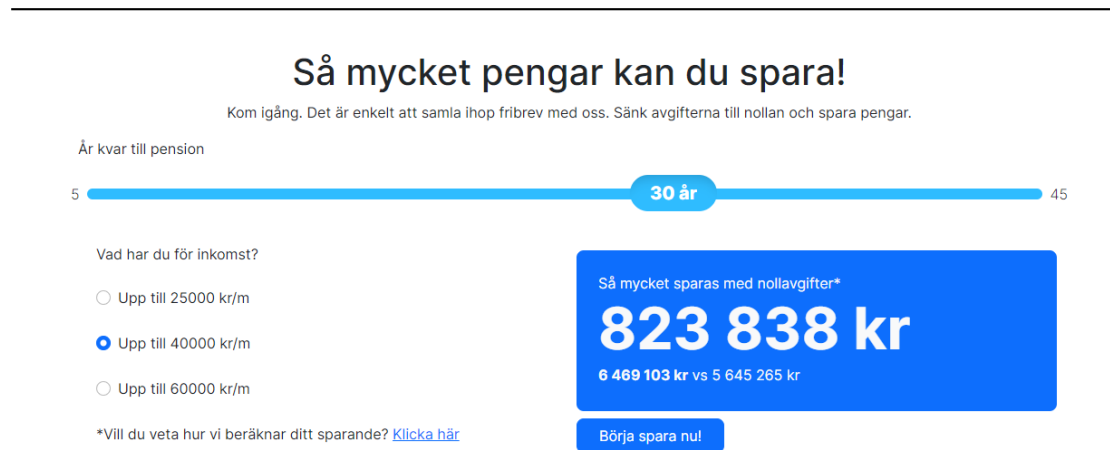 Så mycket pengar kan du spara!
Kom igång. Det är enkelt att samla ihop fribrev med oss. Sänk avgifterna till nollan och spara pengar.
År kvar till pension
5
30 år
45
Vad har du för inkomst?
Upp till 25000 kr/m
Upp till 40000 kr/m
Upp till 60000 kr/m
*Vill du veta hur vi beräknar ditt sparande? Klicka här
Så mycket sparas med nollavgifter*
823 838 kr
6 469 103 kr vs 5 645 265 kr
Börja spara nu!